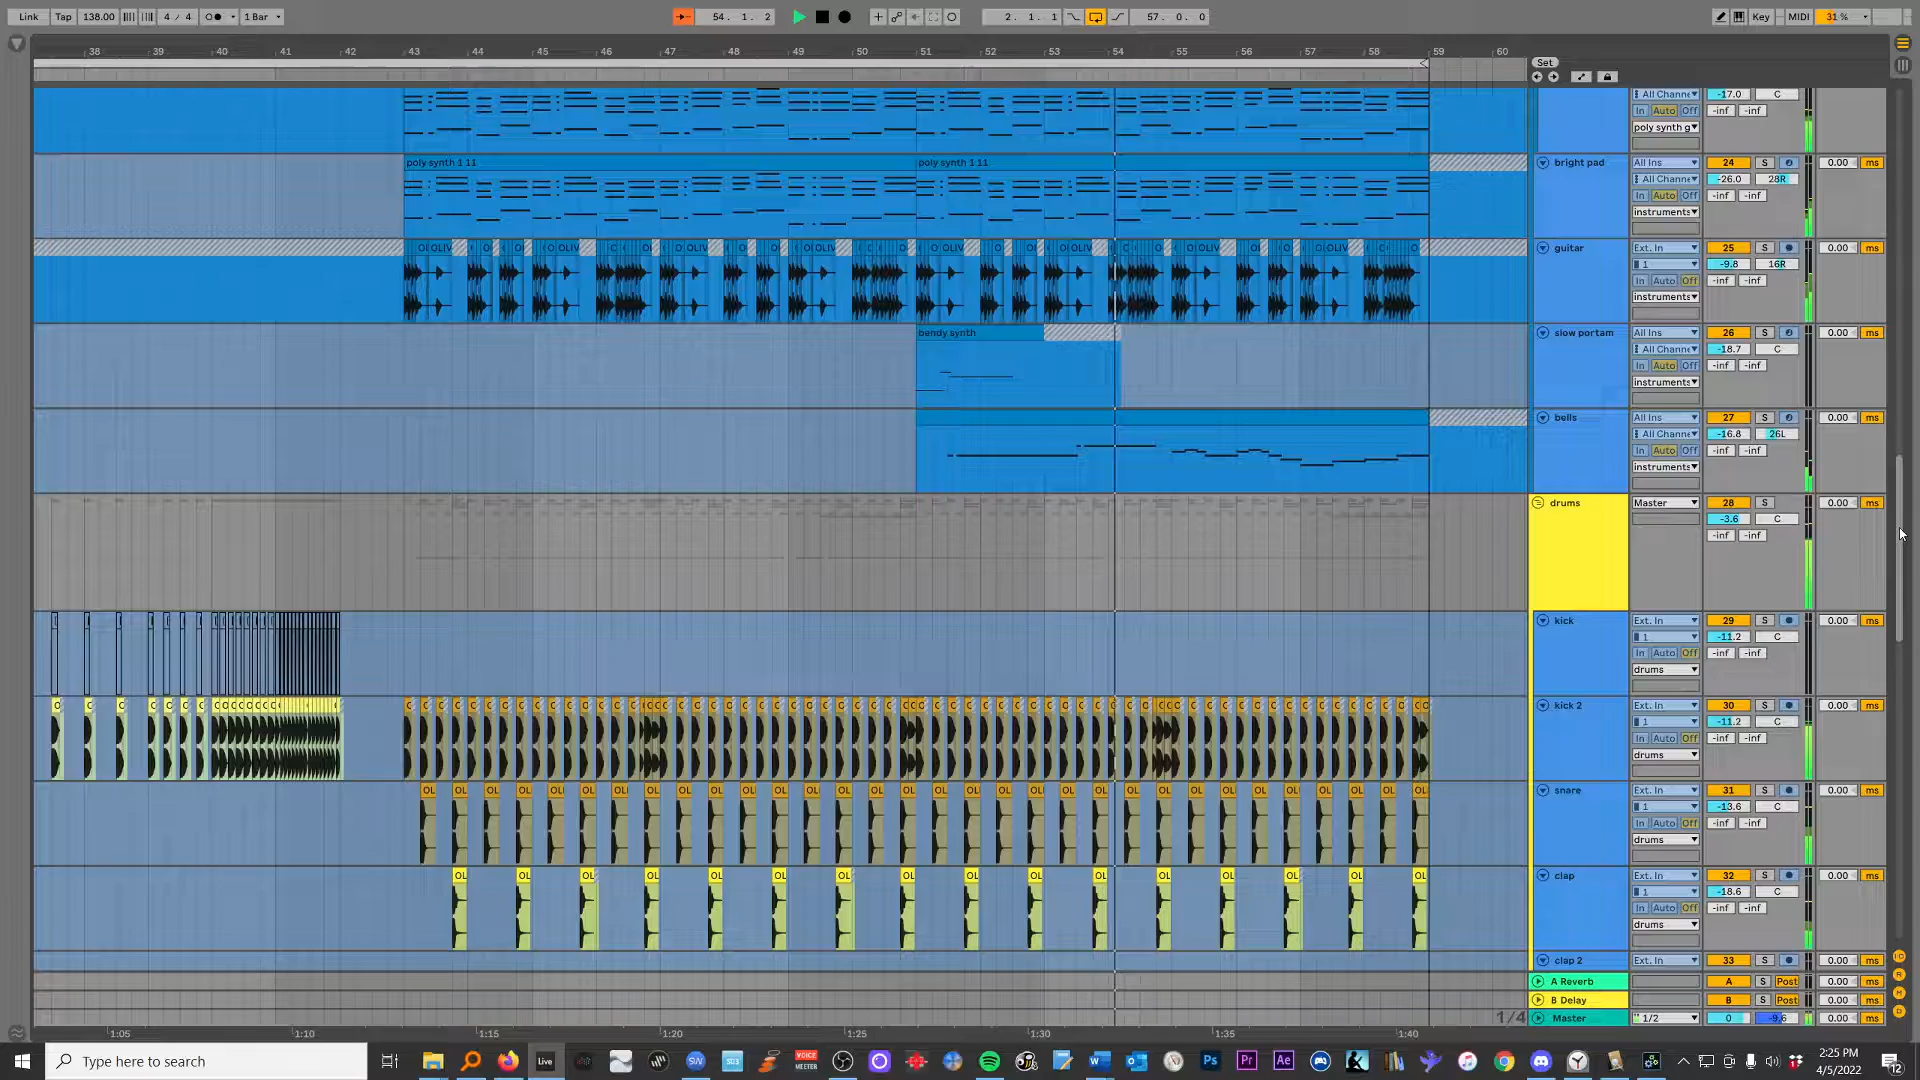 Link Tap 138.00 4 / 4 1 Bar 54. 1. 2 2. 1. 1 57. 0. 0 Key MIDI 31 %
38 39 40 41 42 43 44 45 46 47 48 49 50 51 52 53 54 55 56 57 58 59 60
Set
All Channe -17.0 C
In Auto Off -inf -inf
poly synth g
poly synth 1 11 poly synth 1 11 bright pad All Ins 24 S 0.00 ms
All Channe -26.0 28R
In Auto Off -inf -inf
instruments
guitar Ext. In 25 S 0.00 ms
1 -9.8 16R
In Auto Off -inf -inf
instruments
bendy synth slow portam All Ins 26 S 0.00 ms
All Channe -18.7 C
In Auto Off -inf -inf
instruments
bells All Ins 27 S 0.00 ms
All Channe -16.8 26L
In Auto Off -inf -inf
instruments
drums Master 28 S 0.00 ms
-3.6 C
-inf -inf
kick Ext. In 29 S 0.00 ms
1 -11.2 C
In Auto Off -inf -inf
drums
kick 2 Ext. In 30 S 0.00 ms
1 -11.2 C
In Auto Off -inf -inf
drums
snare Ext. In 31 S 0.00 ms
1 -13.6 C
In Auto Off -inf -inf
drums
clap Ext. In 32 S 0.00 ms
1 -18.6 C
In Auto Off -inf -inf
drums
clap 2 Ext. In 33 S 0.00 ms
A Reverb A S Post 0.00 ms
B Delay B S Post 0.00 ms
1/4 Master 1/2 0 -9.6 0.00 ms
1:05 1:10 1:15 1:20 1:25 1:30 1:35 1:40
Type here to search Live 2:25 PM
4/5/2022